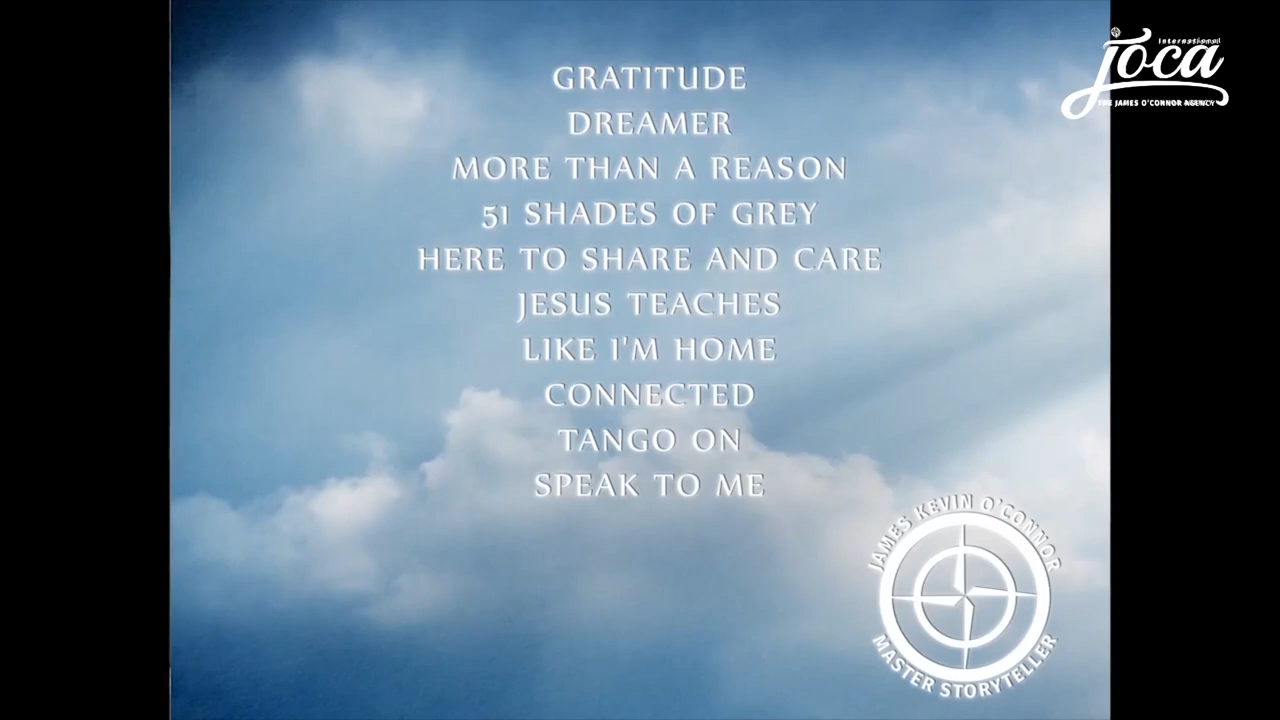 joca
International
THE JAMES O'CONNOR AGENCY
GRATITUDE
DREAMER
MORE THAN A REASON
51 SHADES OF GREY
HERE TO SHARE AND CARE
JESUS TEACHES
LIKE I'M HOME
CONNECTED
TANGO ON
SPEAK TO ME
JAMES KEVIN O'CONNOR
MASTER STORYTELLER